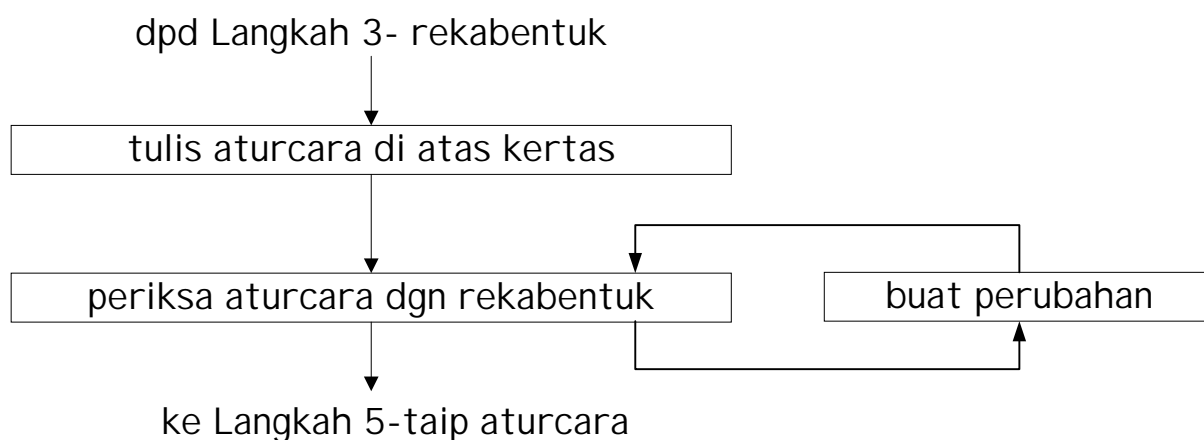 dpd Langkah 3- rekabentuk
tulis aturcara di atas kertas
periksa aturcara dgn rekabentuk
buat perubahan
ke Langkah 5-taip aturcara